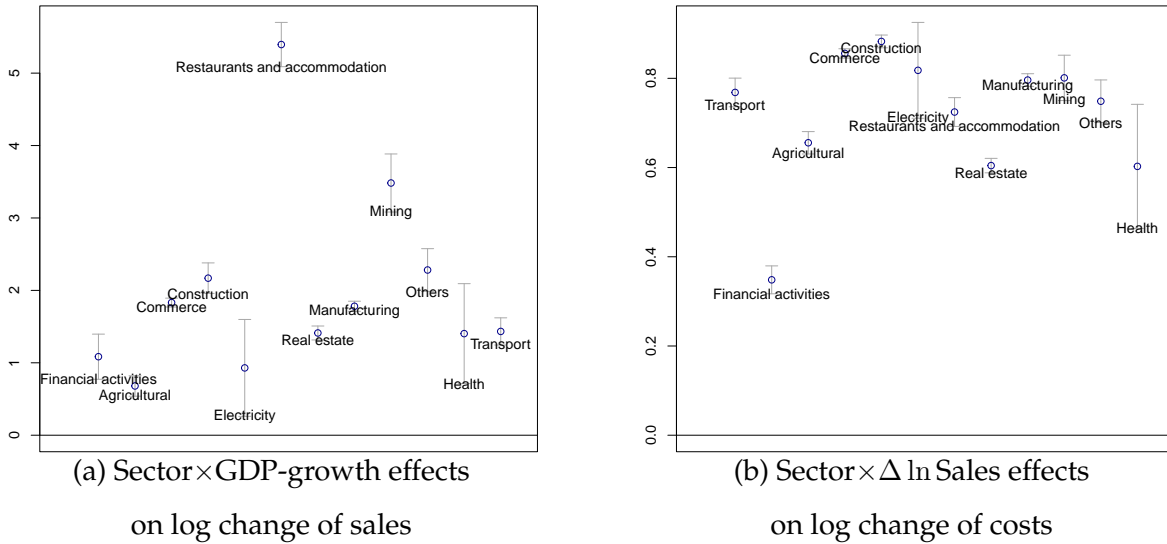 5
4
3
2
1
0
Restaurants and accommodation
Mining
Construction
Commerce
Others
Manufacturing
Real estate
Transport
Financial activities
Agricultural
Health
Electricity
(a) Sector×GDP-growth effects
on log change of sales
0.8
0.6
0.4
0.2
0.0
Construction
Commerce
Manufacturing
Mining
Transport
Electricity
Others
Restaurants and accommodation
Agricultural
Real estate
Health
Financial activities
(b) Sector×Δ ln Sales effects
on log change of costs